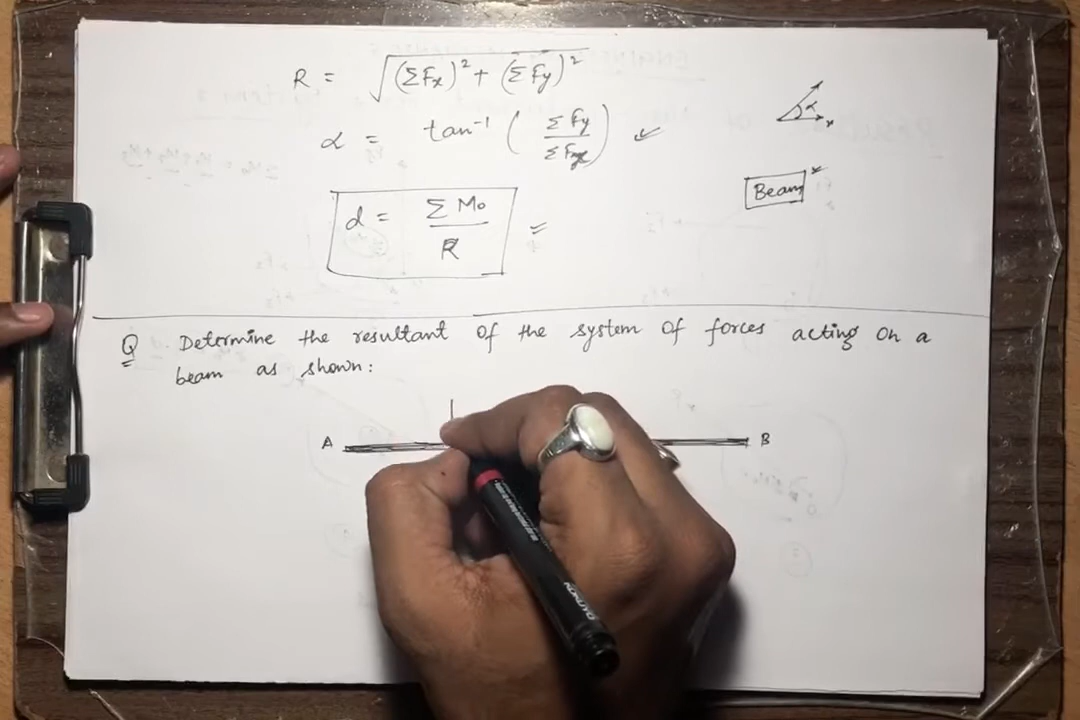 R = √(ΣFx)² + (ΣFy)²
α = tan⁻¹ (ΣFy / ΣFx)
α x
Beam
d = ΣMo / R
Q. Determine the resultant of the system of forces acting on a
beam as shown:
A B
KOKUYO